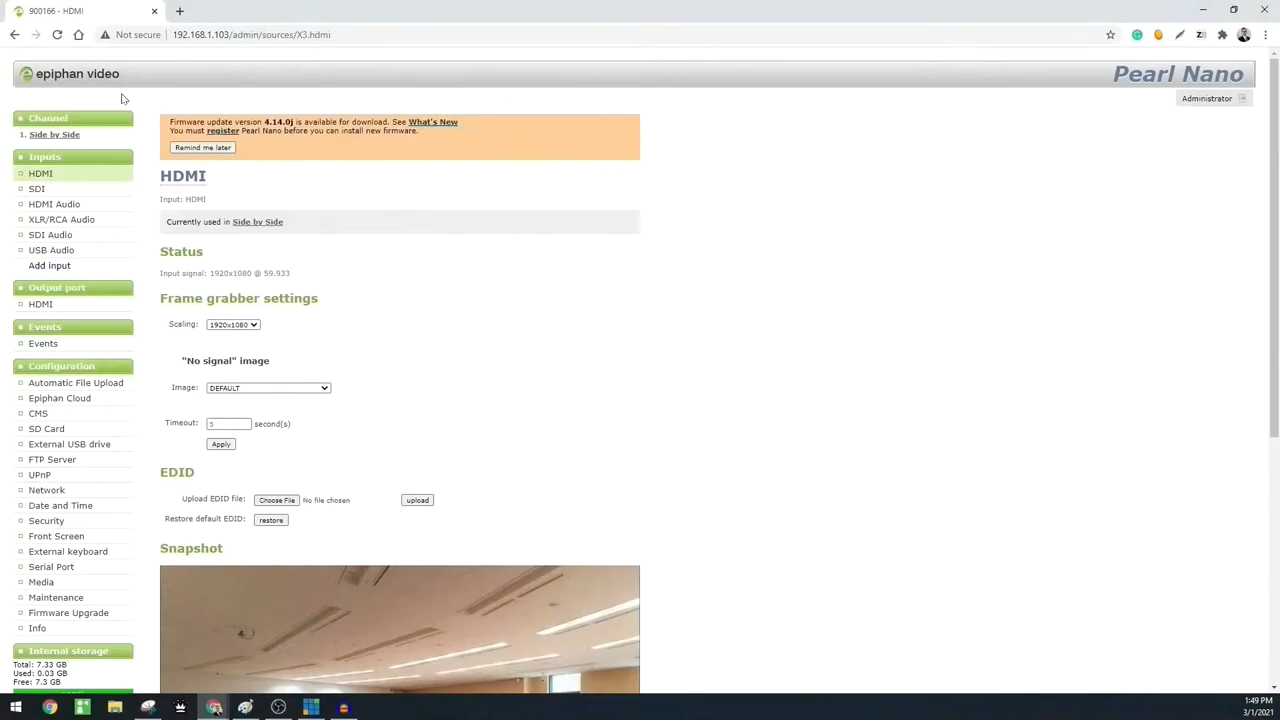 900166 - HDMI
Not secure
192.168.1.103/admin/sources/X3.hdmi
epiphan video
Pearl Nano
Administrator
Channel
1. Side by Side
Inputs
HDMI
SDI
HDMI Audio
XLR/RCA Audio
SDI Audio
USB Audio
Add input
Output port
HDMI
Events
Events
Configuration
Automatic File Upload
Epiphan Cloud
CMS
SD Card
External USB drive
FTP Server
UPnP
Network
Date and Time
Security
Front Screen
External keyboard
Serial Port
Media
Maintenance
Firmware Upgrade
Info
Internal storage
Total: 7.33 GB
Used: 0.03 GB
Free: 7.3 GB
Firmware update version 4.14.0j is available for download. See What's New
You must register Pearl Nano before you can install new firmware.
Remind me later
HDMI
Input: HDMI
Currently used in Side by Side
Status
Input signal: 1920x1080 @ 59.933
Frame grabber settings
Scaling: 1920x1080
"No signal" image
Image: DEFAULT
Timeout: 5 second(s)
Apply
EDID
Upload EDID file: Choose File No file chosen upload
Restore default EDID: restore
Snapshot
1:49 PM
3/1/2021